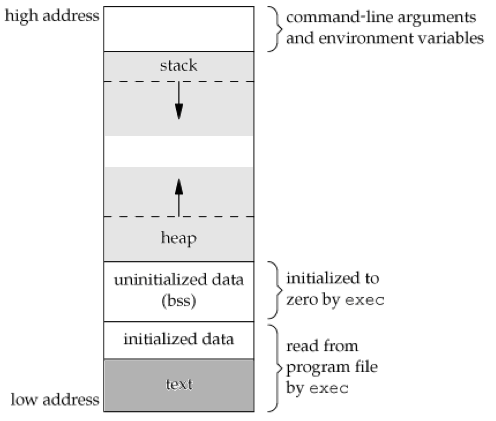 high address
command-line arguments
and environment variables
stack
heap
uninitialized data
(bss)
initialized to
zero by exec
initialized data
read from
program file
by exec
text
low address